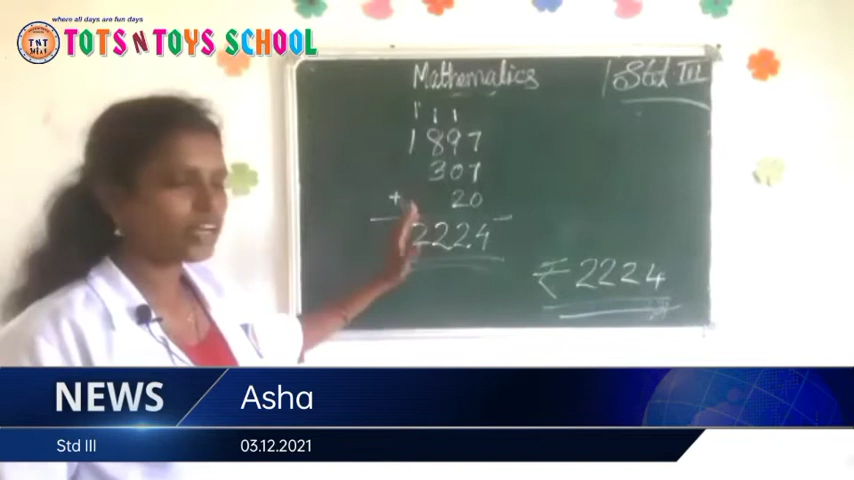 where all days are fun days
TOTS N TOYS SCHOOL
TNT
Mathematics
Std III
1 1 1
1897
307
+ 20
2224
₹ 2224
NEWS
Asha
Std III
03.12.2021